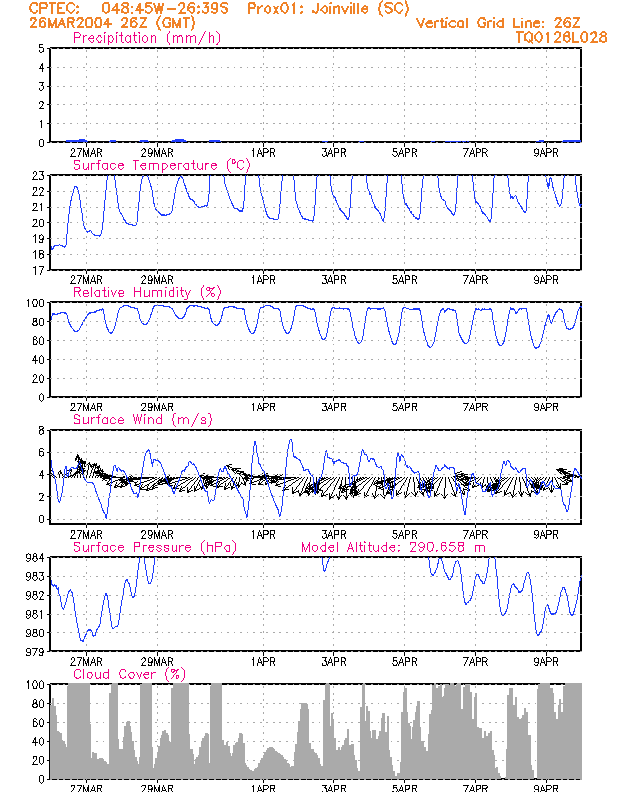 CPTEC: 048:45W-26:39S Prox01: Joinville (SC)
26MAR2004 26Z (GMT) Vertical Grid Line: 26Z
Precipitation (mm/h) TQ0126L028
5
4
3
2
1
0
27MAR 29MAR 1APR 3APR 5APR 7APR 9APR
Surface Temperature (°C)
23
22
21
20
19
18
17
27MAR 29MAR 1APR 3APR 5APR 7APR 9APR
Relative Humidity (%)
100
80
60
40
20
0
27MAR 29MAR 1APR 3APR 5APR 7APR 9APR
Surface Wind (m/s)
8
6
4
2
0
27MAR 29MAR 1APR 3APR 5APR 7APR 9APR
Surface Pressure (hPa) Model Altitude: 290.658 m
984
983
982
981
980
979
27MAR 29MAR 1APR 3APR 5APR 7APR 9APR
Cloud Cover (%)
100
80
60
40
20
0
27MAR 29MAR 1APR 3APR 5APR 7APR 9APR